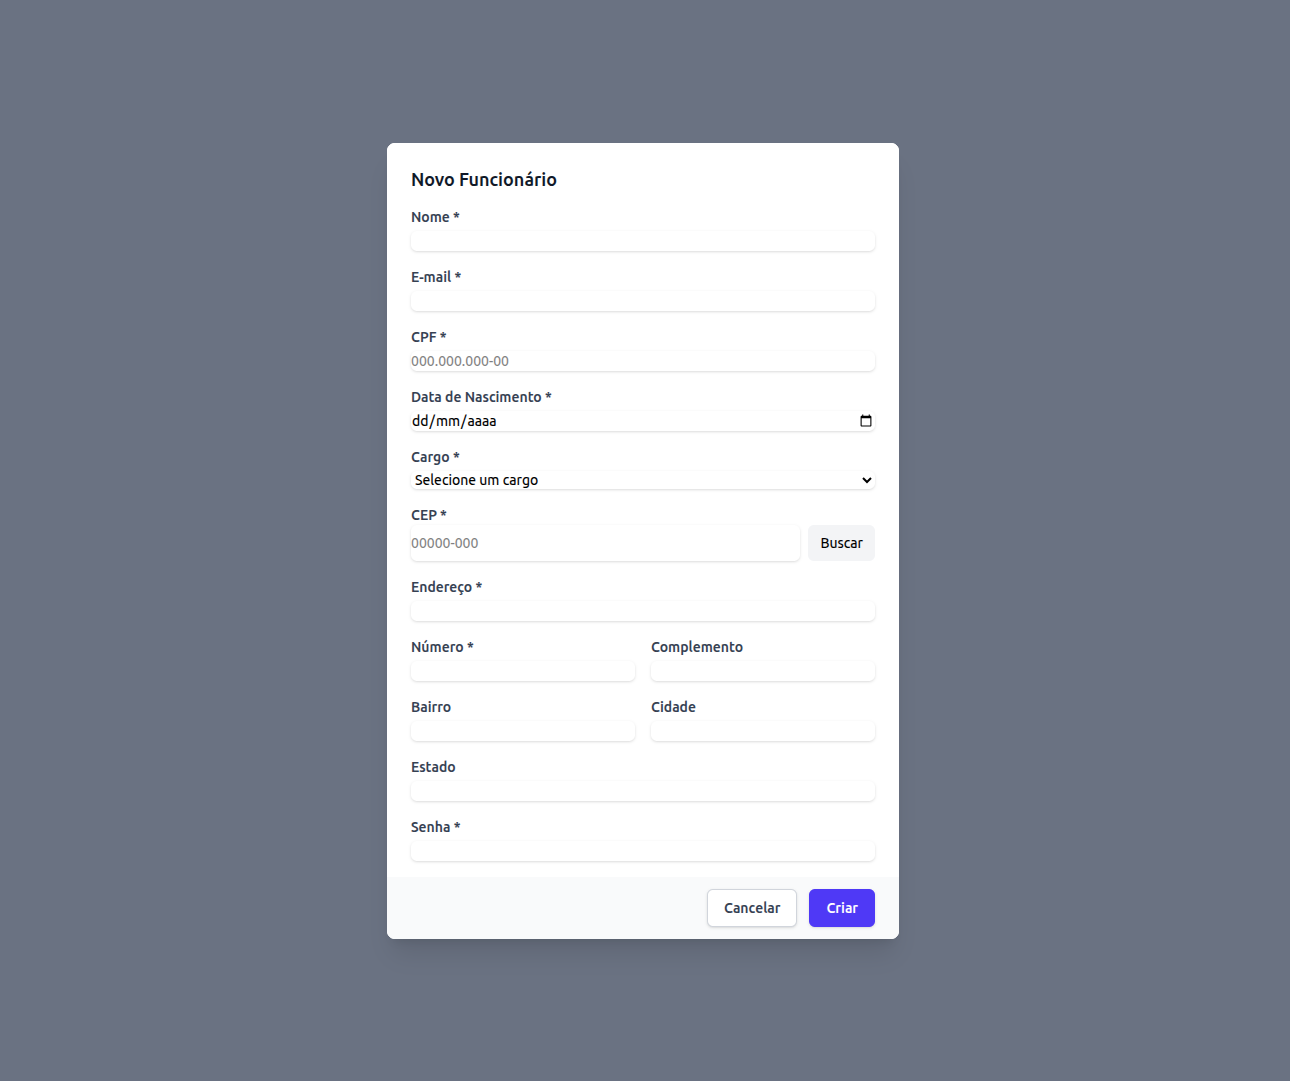 Novo Funcionário
Nome *
E-mail *
CPF *
000.000.000-00
Data de Nascimento *
dd/mm/aaaa
Cargo *
Selecione um cargo
CEP *
00000-000 Buscar
Endereço *
Número * Complemento
Bairro Cidade
Estado
Senha *
Cancelar Criar